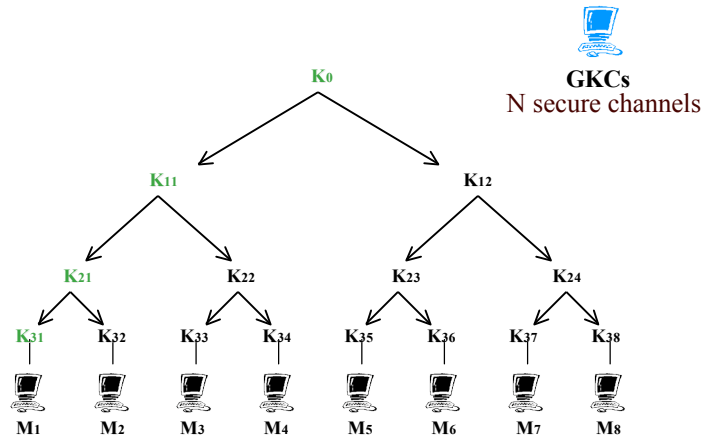 K0
GKCs
N secure channels
K11 K12
K21 K22 K23 K24
K31 K32 K33 K34 K35 K36 K37 K38
M1 M2 M3 M4 M5 M6 M7 M8